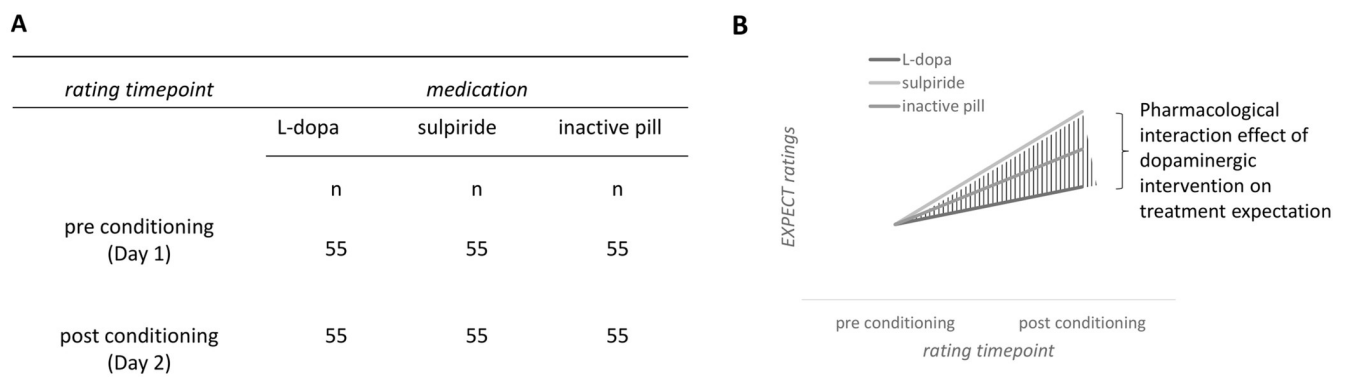 A
rating timepoint medication
L-dopa sulpiride inactive pill
n n n
pre conditioning
(Day 1)
55 55 55
post conditioning
(Day 2)
55 55 55
B
L-dopa
sulpiride
inactive pill
EXPECT ratings
Pharmacological
interaction effect of
dopaminergic
intervention on
treatment expectation
pre conditioning post conditioning
rating timepoint